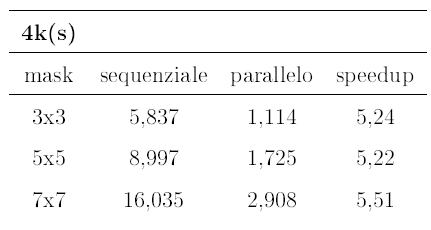 4k(s)
mask sequenziale parallelo speedup
3x3 5,837 1,114 5,24
5x5 8,997 1,725 5,22
7x7 16,035 2,908 5,51